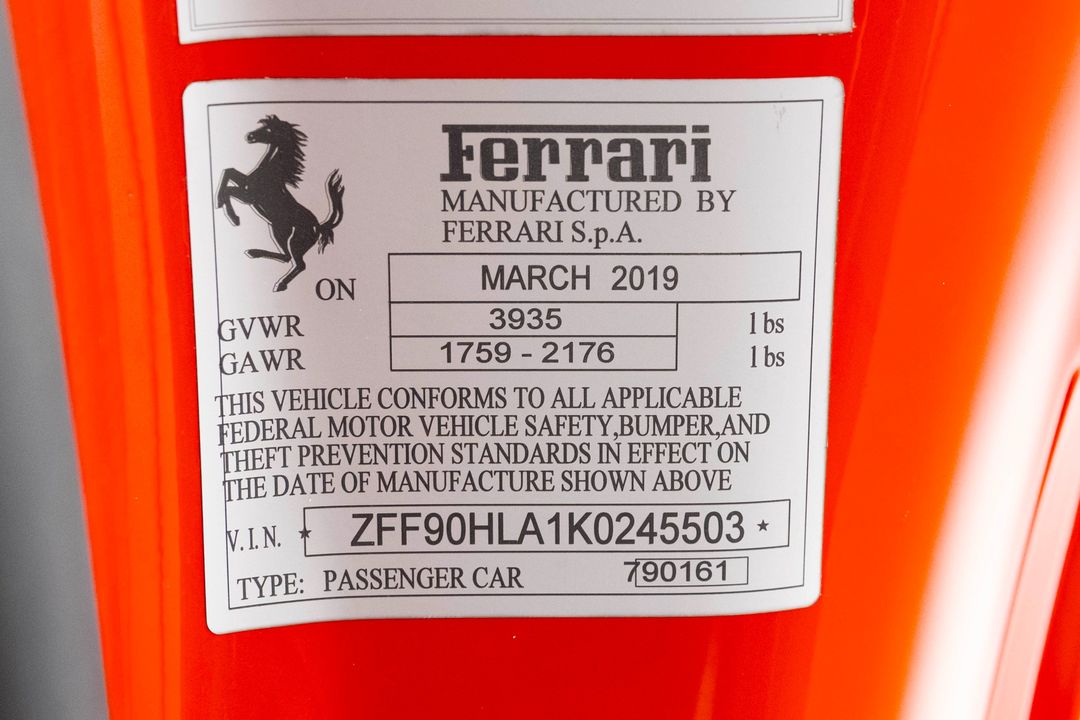 Ferrari
MANUFACTURED BY
FERRARI S.p.A.
ON MARCH 2019
GVWR 3935 lbs
GAWR 1759 - 2176 lbs
THIS VEHICLE CONFORMS TO ALL APPLICABLE
FEDERAL MOTOR VEHICLE SAFETY,BUMPER,AND
THEFT PREVENTION STANDARDS IN EFFECT ON
THE DATE OF MANUFACTURE SHOWN ABOVE
V.I.N. ★ ZFF90HLA1K0245503 ★
TYPE: PASSENGER CAR 790161